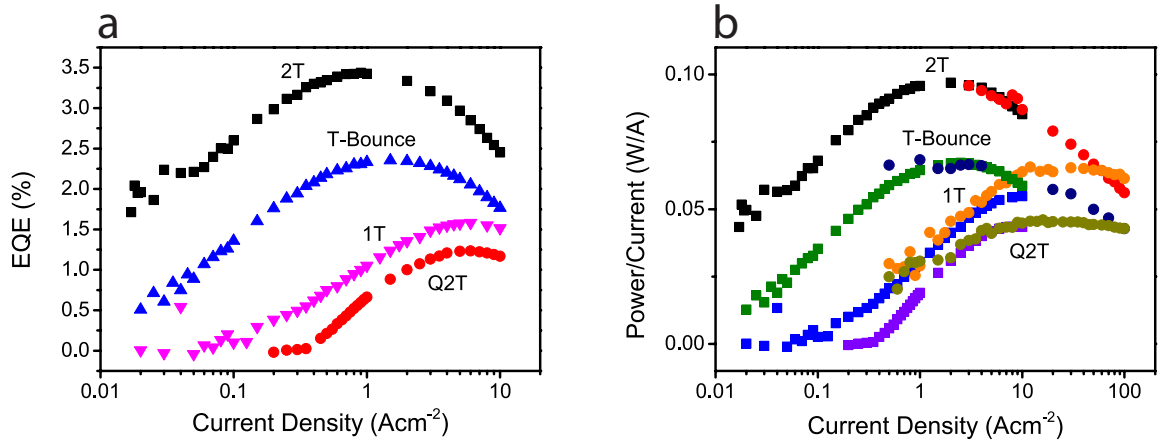 a
EQE (%)
3.5
3.0
2.5
2.0
1.5
1.0
0.5
0.0
2T
T-Bounce
1T
Q2T
0.01
0.1
1
10
Current Density (Acm-2)
b
Power/Current (W/A)
0.10
0.05
0.00
2T
T-Bounce
1T
Q2T
0.01
0.1
1
10
100
Current Density (Acm-2)